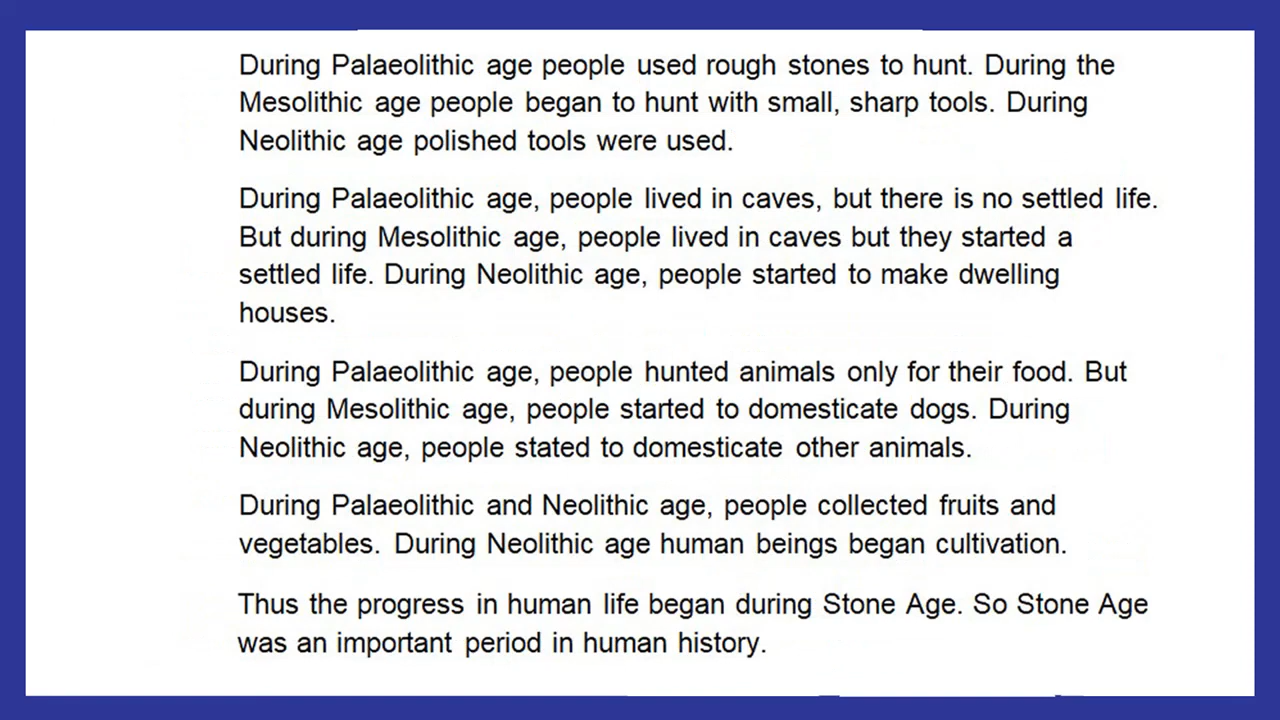 During Palaeolithic age people used rough stones to hunt. During the
Mesolithic age people began to hunt with small, sharp tools. During
Neolithic age polished tools were used.
During Palaeolithic age, people lived in caves, but there is no settled life.
But during Mesolithic age, people lived in caves but they started a
settled life. During Neolithic age, people started to make dwelling
houses.
During Palaeolithic age, people hunted animals only for their food. But
during Mesolithic age, people started to domesticate dogs. During
Neolithic age, people stated to domesticate other animals.
During Palaeolithic and Neolithic age, people collected fruits and
vegetables. During Neolithic age human beings began cultivation.
Thus the progress in human life began during Stone Age. So Stone Age
was an important period in human history.